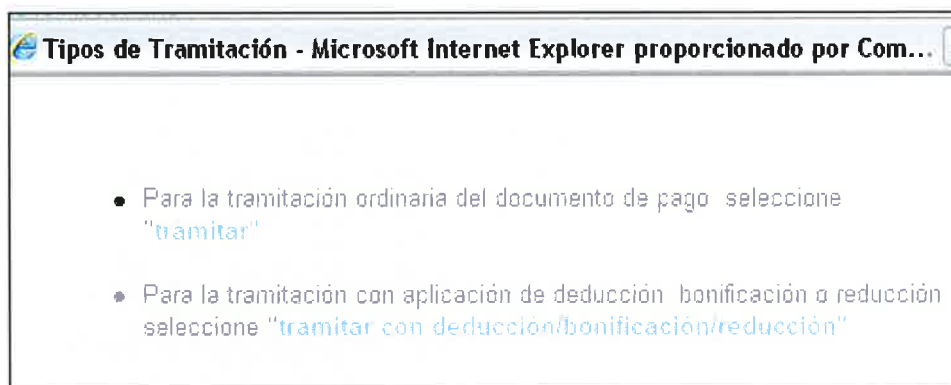 Tipos de Tramitación - Microsoft Internet Explorer proporcionado por Com...
Para la tramitación ordinaria del documento de pago seleccione
"tramitar"
Para la tramitación con aplicación de deducción bonificación o reducción
seleccione "tramitar con deducción/bonificación/reducción"